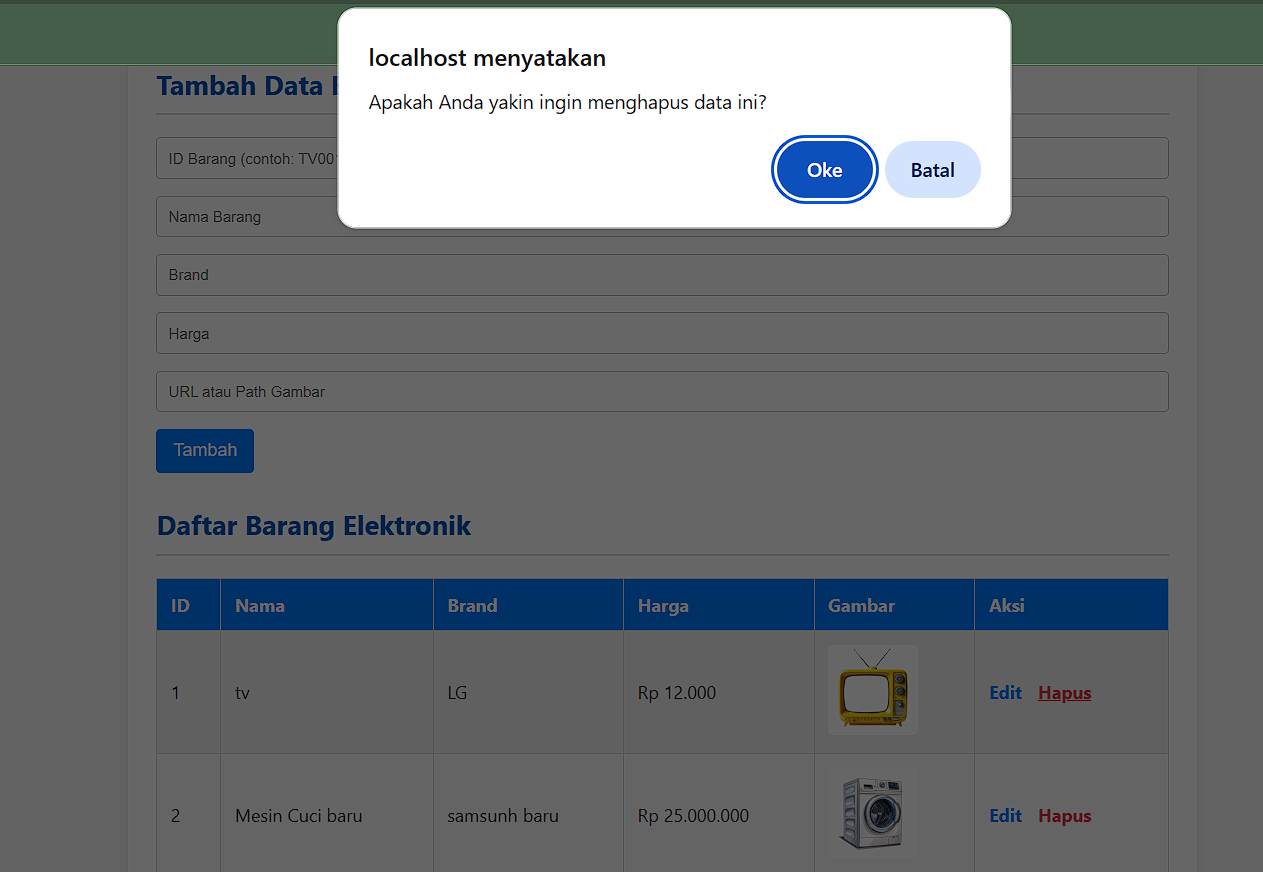 localhost menyatakan
Apakah Anda yakin ingin menghapus data ini?
Oke Batal
Tambah Data
ID Barang (contoh: TV00
Nama Barang
Brand
Harga
URL atau Path Gambar
Tambah
Daftar Barang Elektronik
ID Nama Brand Harga Gambar Aksi
1 tv LG Rp 12.000 Edit Hapus
2 Mesin Cuci baru samsunh baru Rp 25.000.000 Edit Hapus